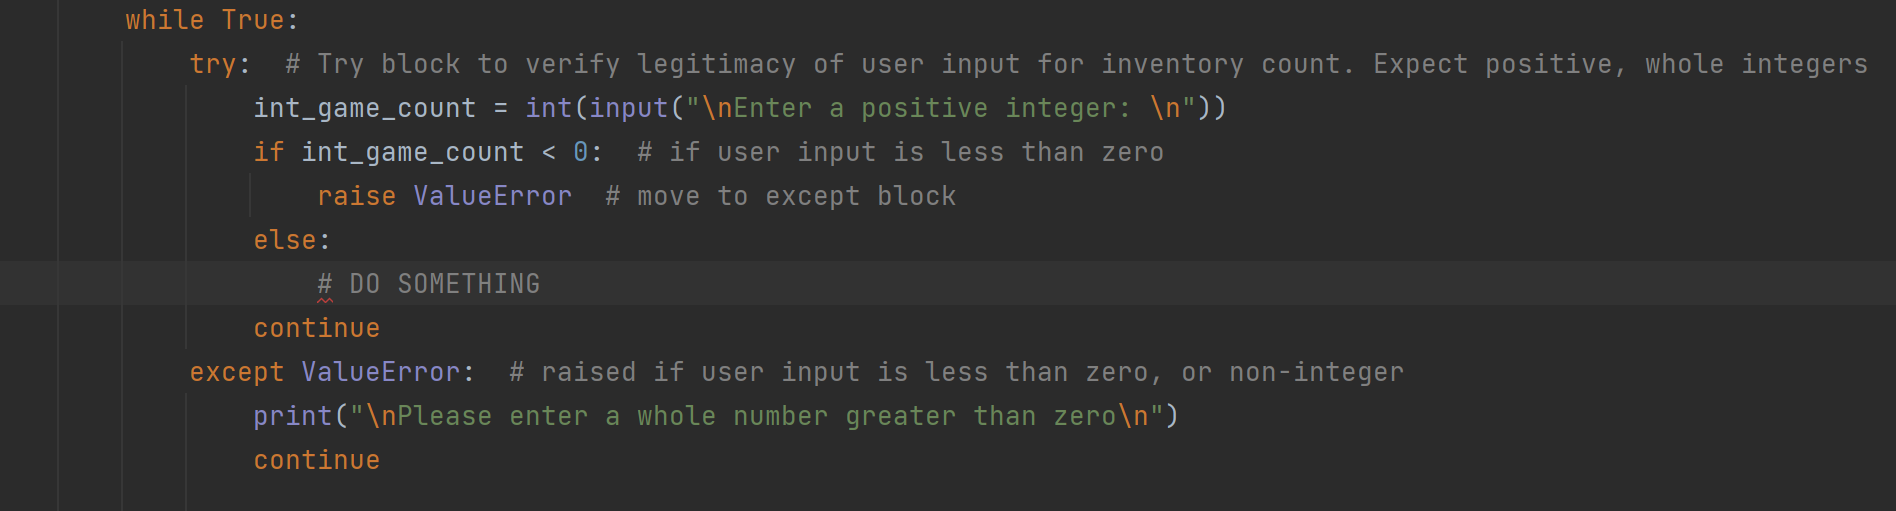 while True:
try:  # Try block to verify legitimacy of user input for inventory count. Expect positive, whole integers
int_game_count = int(input("\nEnter a positive integer: \n"))
if int_game_count < 0:  # if user input is less than zero
raise ValueError  # move to except block
else:
# DO SOMETHING
continue
except ValueError:  # raised if user input is less than zero, or non-integer
print("\nPlease enter a whole number greater than zero\n")
continue